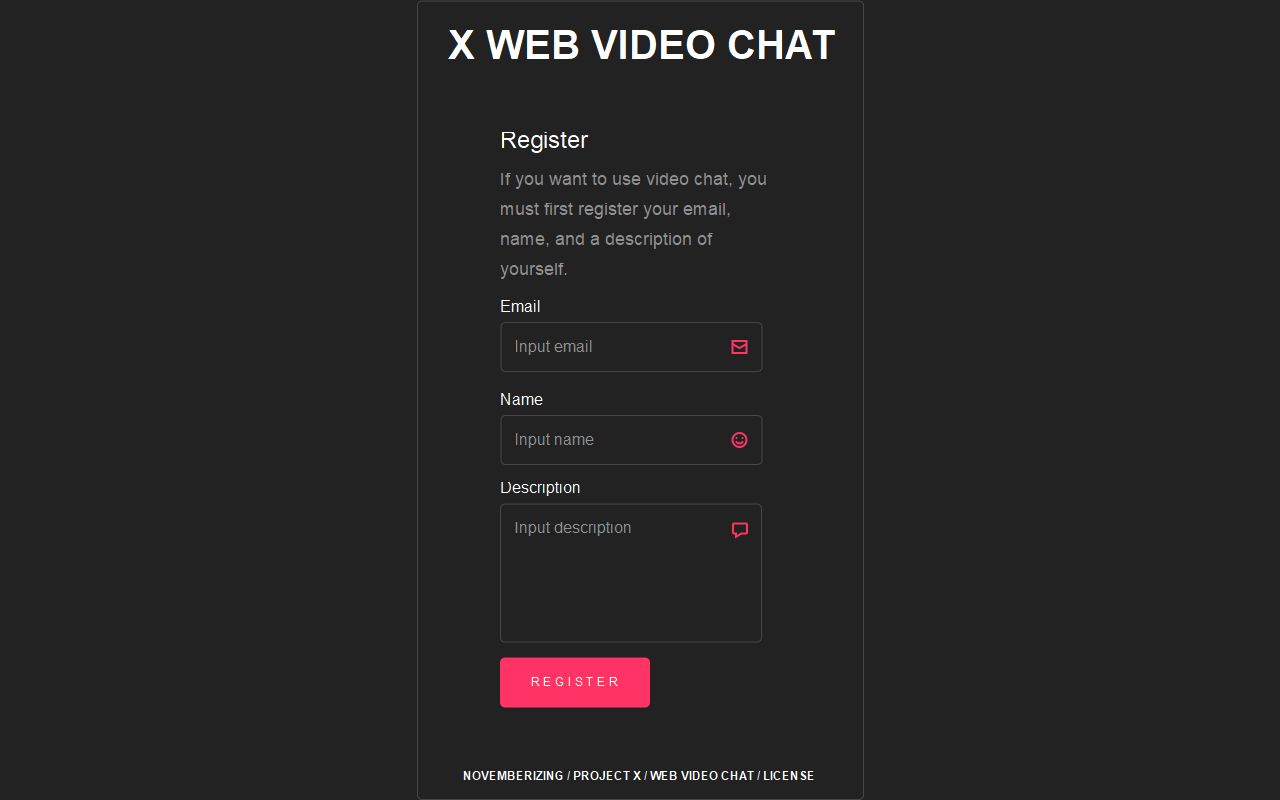 X WEB VIDEO CHAT
Register
If you want to use video chat, you
must first register your email,
name, and a description of
yourself.
Email
Input email
Name
Input name
Description
Input description
REGISTER
NOVEMBERIZING / PROJECT X / WEB VIDEO CHAT / LICENSE